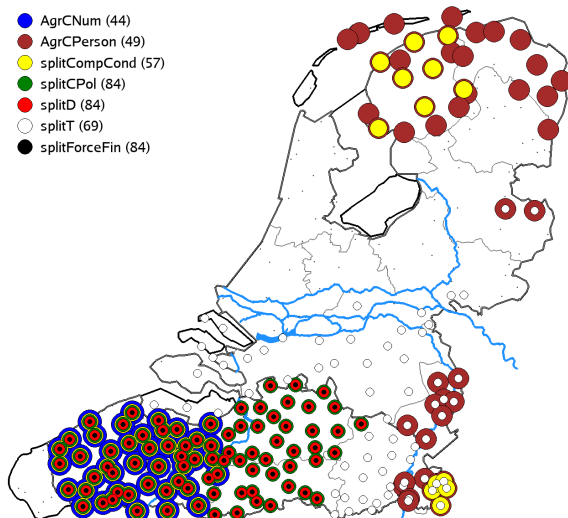 AgrCNum (44)
AgrCPerson (49)
splitCompCond (57)
splitCPol (84)
splitD (84)
splitT (69)
splitForceFin (84)